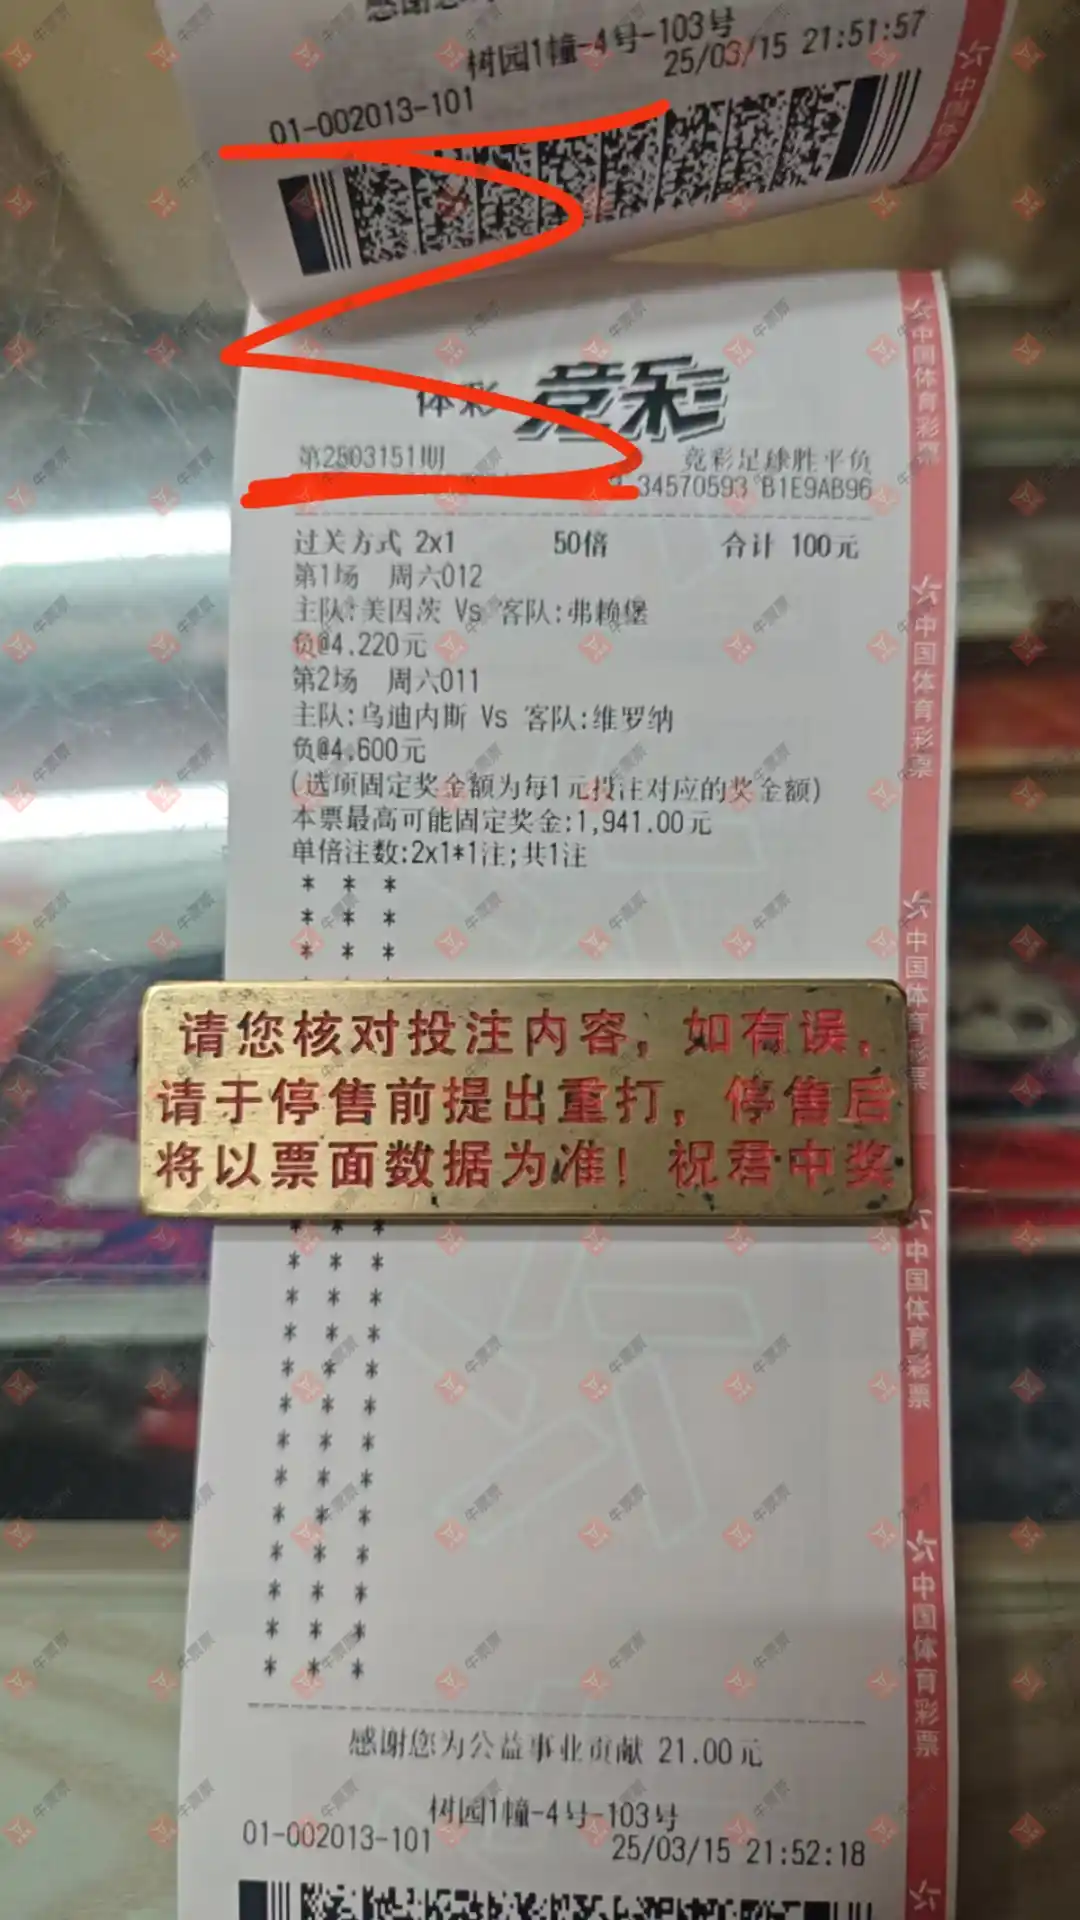 树园1幢-4号-103号
01-002013-101 25/03/15 21:51:57
体彩 竞彩
第2503151期 竞彩足球胜平负
34570593 B1E9AB96
过关方式 2x1 50倍 合计 100元
第1场 周六012
主队:美因茨 Vs 客队:弗赖堡
负@4.220元
第2场 周六011
主队:乌迪内斯 Vs 客队:维罗纳
负@4.600元
(选项固定奖金额为每1元投注对应的奖金额)
本票最高可能固定奖金:1,941.00元
单倍注数:2x1*1注;共1注
* * *
* * *
* * *
请您核对投注内容,如有误,
请于停售前提出重打,停售后
将以票面数据为准!祝君中奖
* * *
* * *
* * *
* * *
* * *
* * *
* * *
* * *
* * *
* * *
* * *
* * *
* * *
感谢您为公益事业贡献 21.00元
树园1幢-4号-103号
01-002013-101 25/03/15 21:52:18
中国体育彩票
中国体育彩票
中国体育彩票
中国体育彩票
中国体育彩票
牛票票